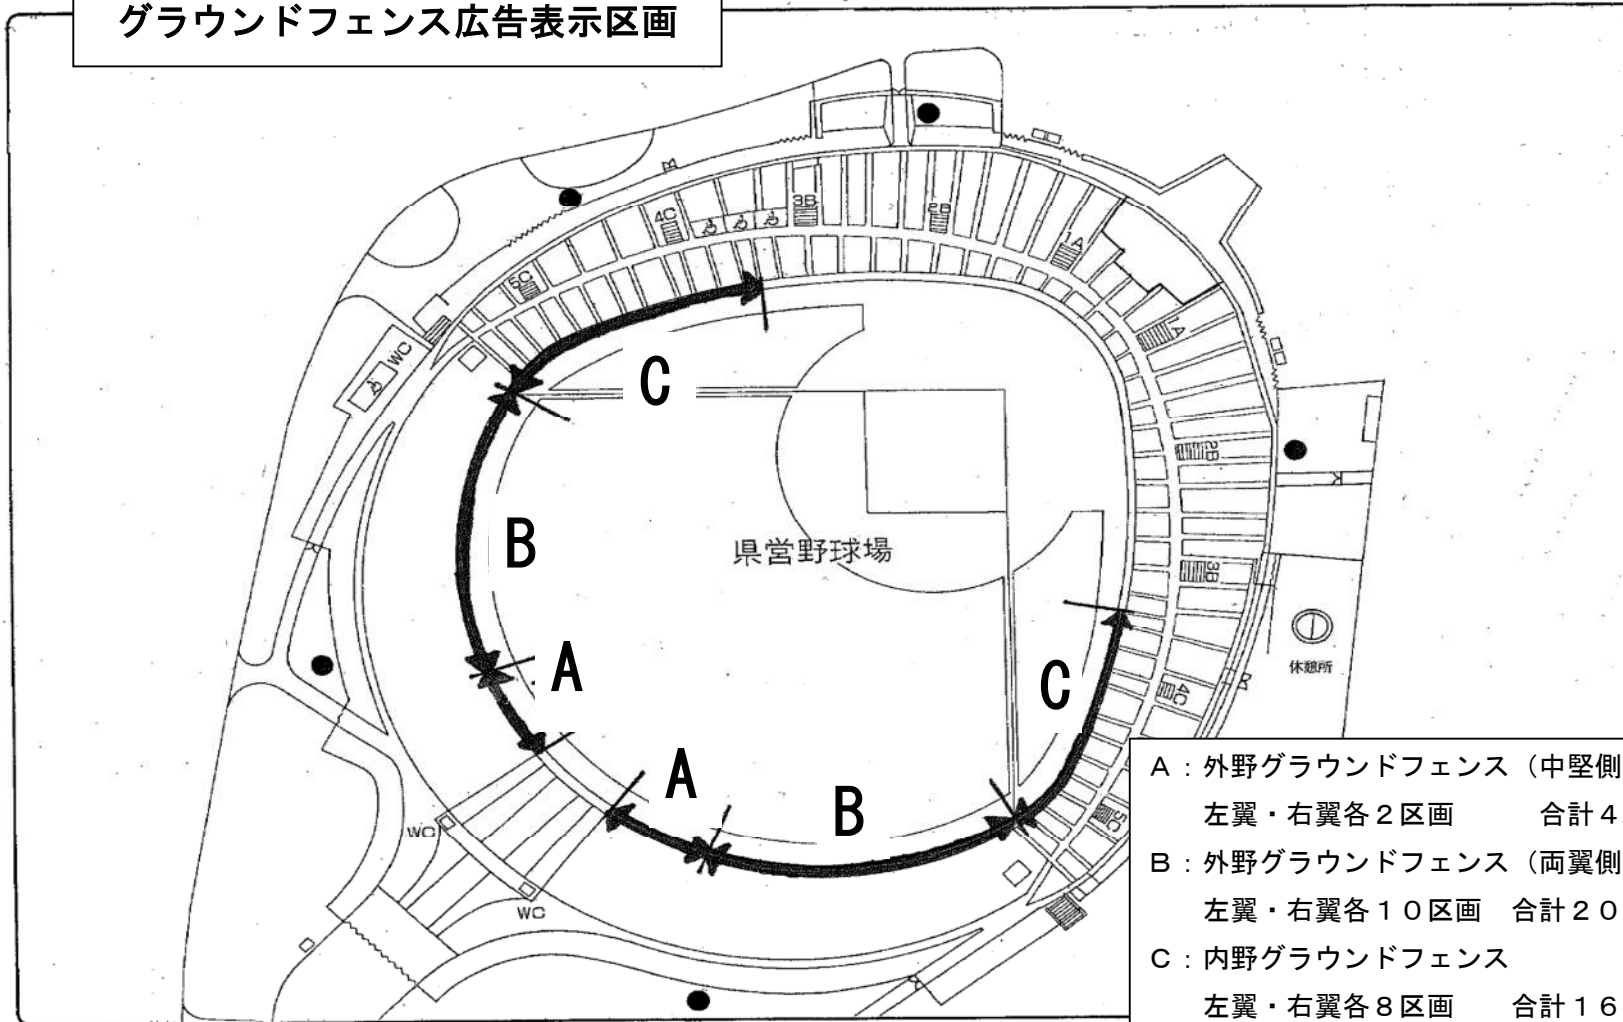 グラウンドフェンス広告表示区画
3B
2B
4C
1A
5C
1A
WC
C
2B
B
県営野球場
3B
休憩所
A
C
4C
A
B
5C
WC
WC
A：外野グラウンドフェンス（中堅側
左翼・右翼各２区画　　　合計４
B：外野グラウンドフェンス（両翼側
左翼・右翼各１０区画　合計２０
C：内野グラウンドフェンス
左翼・右翼各８区画　　合計１６